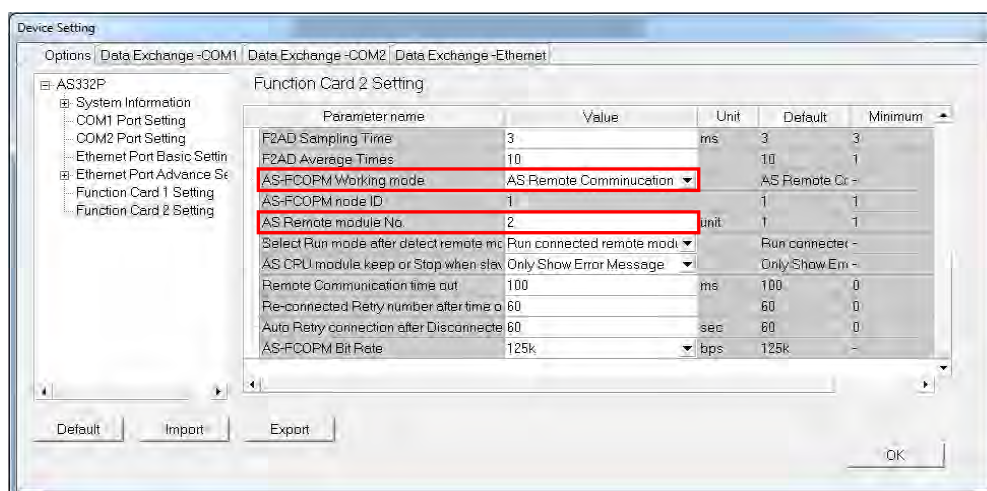 Device Setting
Options Data Exchange -COM1 Data Exchange -COM2 Data Exchange -Ethernet
AS332P
System Information
COM1 Port Setting
COM2 Port Setting
Ethernet Port Basic Settin
Ethernet Port Advance Se
Function Card 1 Setting
Function Card 2 Setting
Function Card 2 Setting
Parameter name Value Unit Default Minimum
F2AD Sampling Time 3 ms 3 3
F2AD Average Times 10 10 1
AS-FCOPM Working mode AS Remote Comminucation AS Remote Cc -
AS-FCOPM node ID 1 1 1
AS Remote module No. 2 unit 1 1
Select Run mode after detect remote mc Run connected remote modu Run connectec -
AS CPU module keep or Stop when slav Only Show Error Message Only Show Erro -
Remote Communication time out 100 ms 100 0
Re-connected Retry number after time o 60 60 0
Auto Retry connection after Disconnecte 60 sec 60 0
AS-FCOPM Bit Rate 125k bps 125k -
Default Import Export
OK